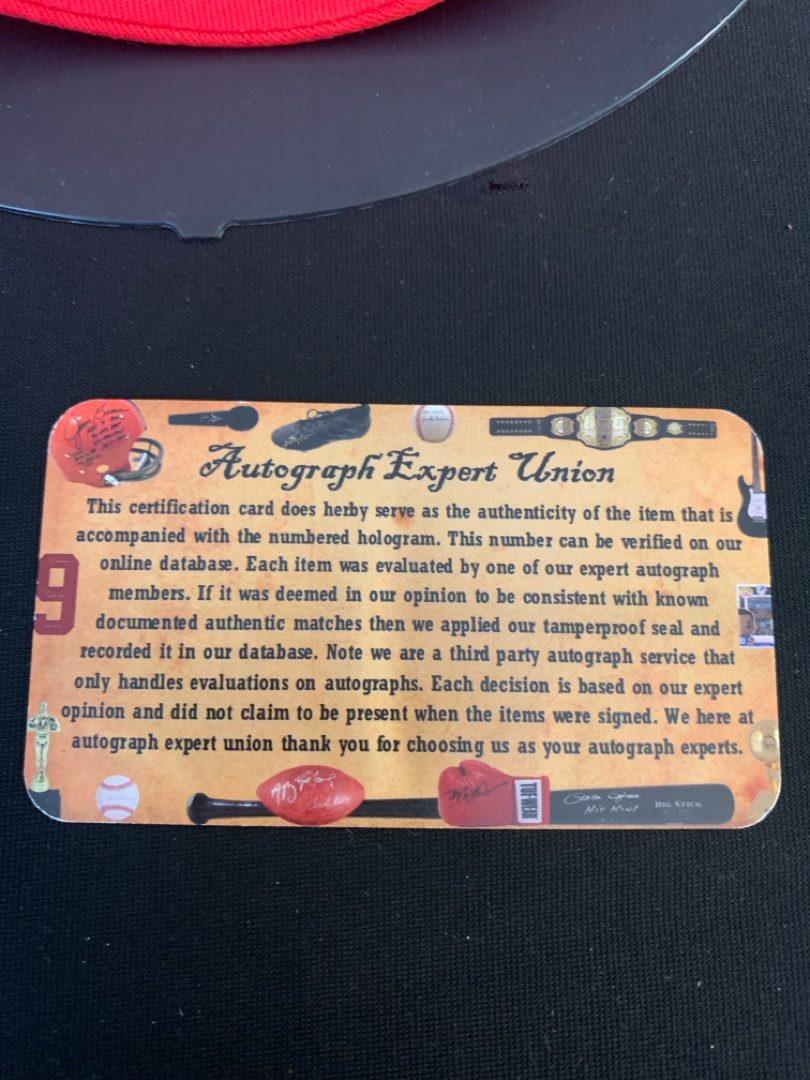 Autograph Expert Union
This certification card does herby serve as the authenticity of the item that is
accompanied with the numbered hologram. This number can be verified on our
online database. Each item was evaluated by one of our expert autograph
members. If it was deemed in our opinion to be consistent with known
documented authentic matches then we applied our tamperproof seal and
recorded it in our database. Note we are a third party autograph service that
only handles evaluations on autographs. Each decision is based on our expert
opinion and did not claim to be present when the items were signed. We here at
autograph expert union thank you for choosing us as your autograph experts.
9
BIG STICK